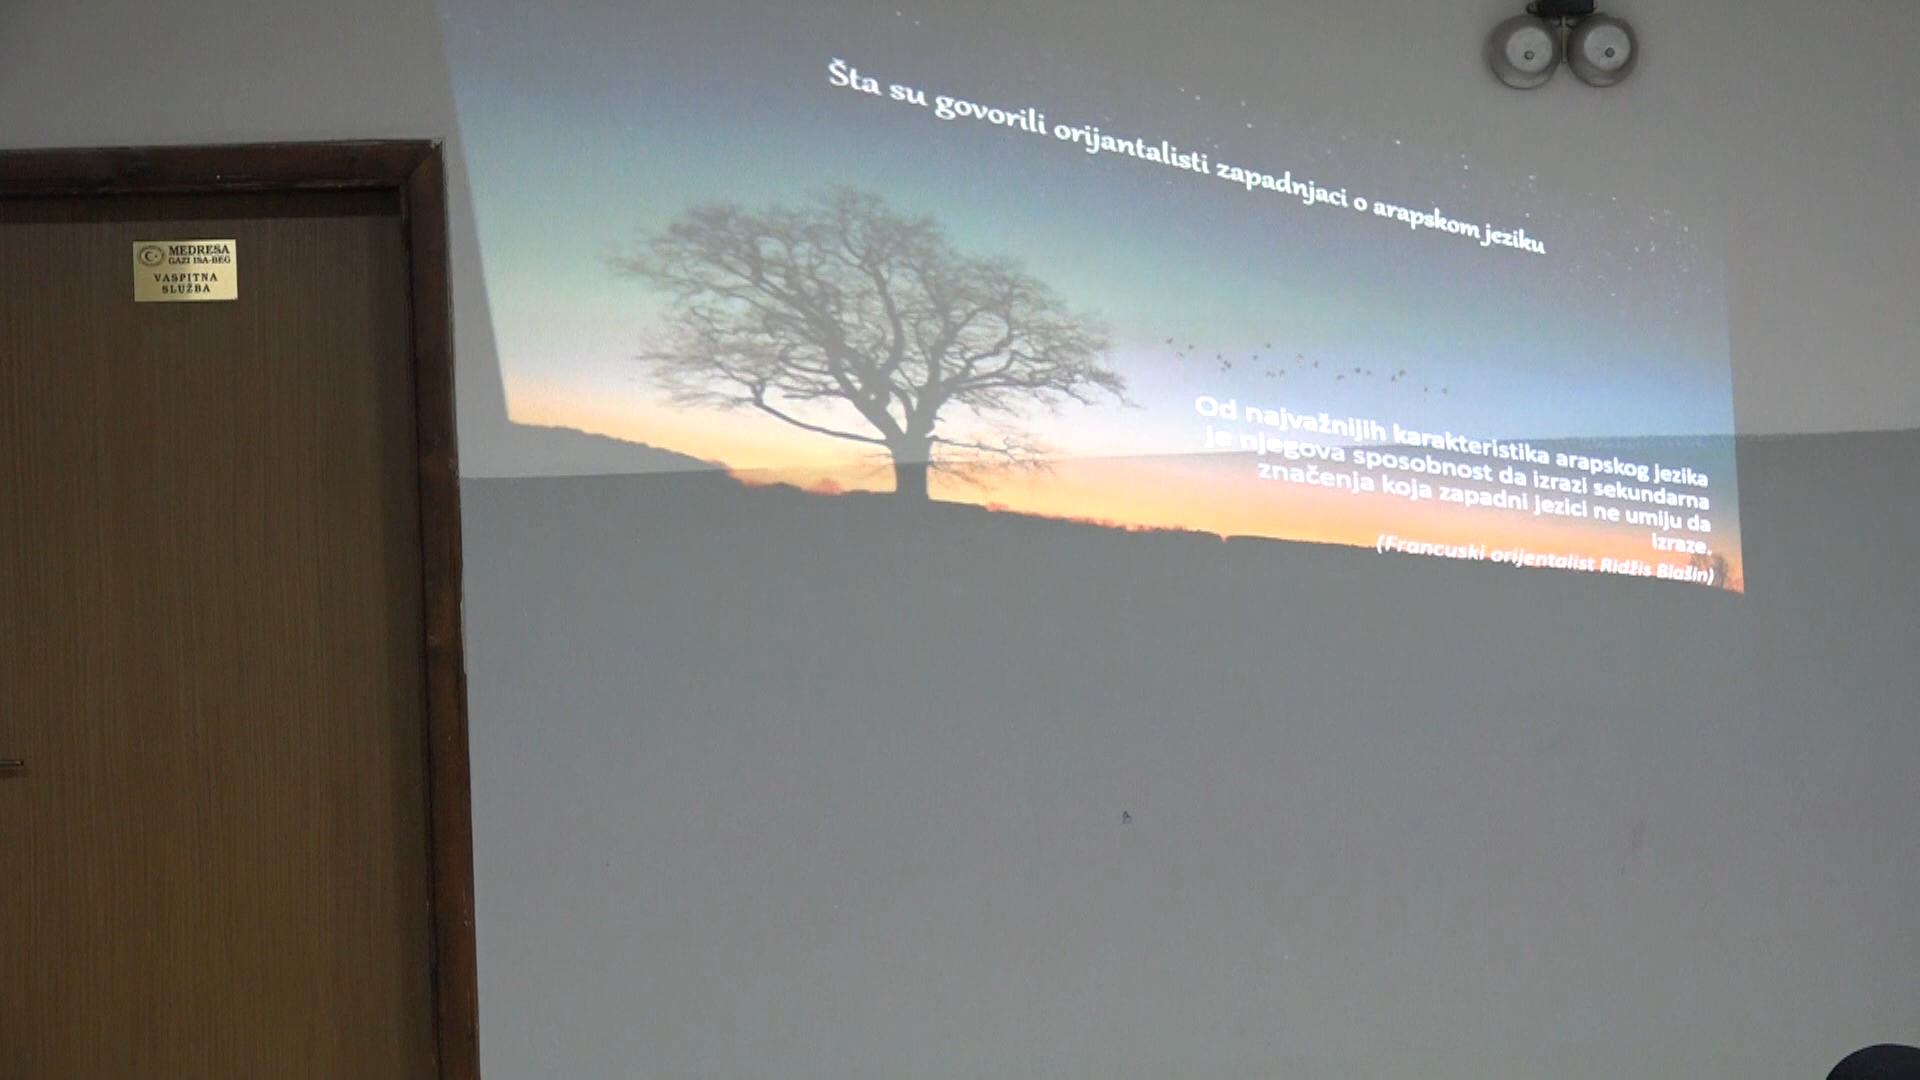 MEDRESA
GAZI ISA-BEG
VASPITNA
SLUŽBA
Šta su govorili orijantalisti zapadnjaci o arapskom jeziku
Od najvažnijih karakteristika arapskog jezika
je njegova sposobnost da izrazi sekundarna
značenja koja zapadni jezici ne umiju da
izraze.
(Francuski orijentalist Ridžis Blašin)